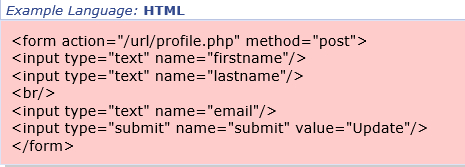 Example Language: HTML
<form action="/url/profile.php" method="post">
<input type="text" name="firstname"/>
<input type="text" name="lastname"/>
<br/>
<input type="text" name="email"/>
<input type="submit" name="submit" value="Update"/>
</form>